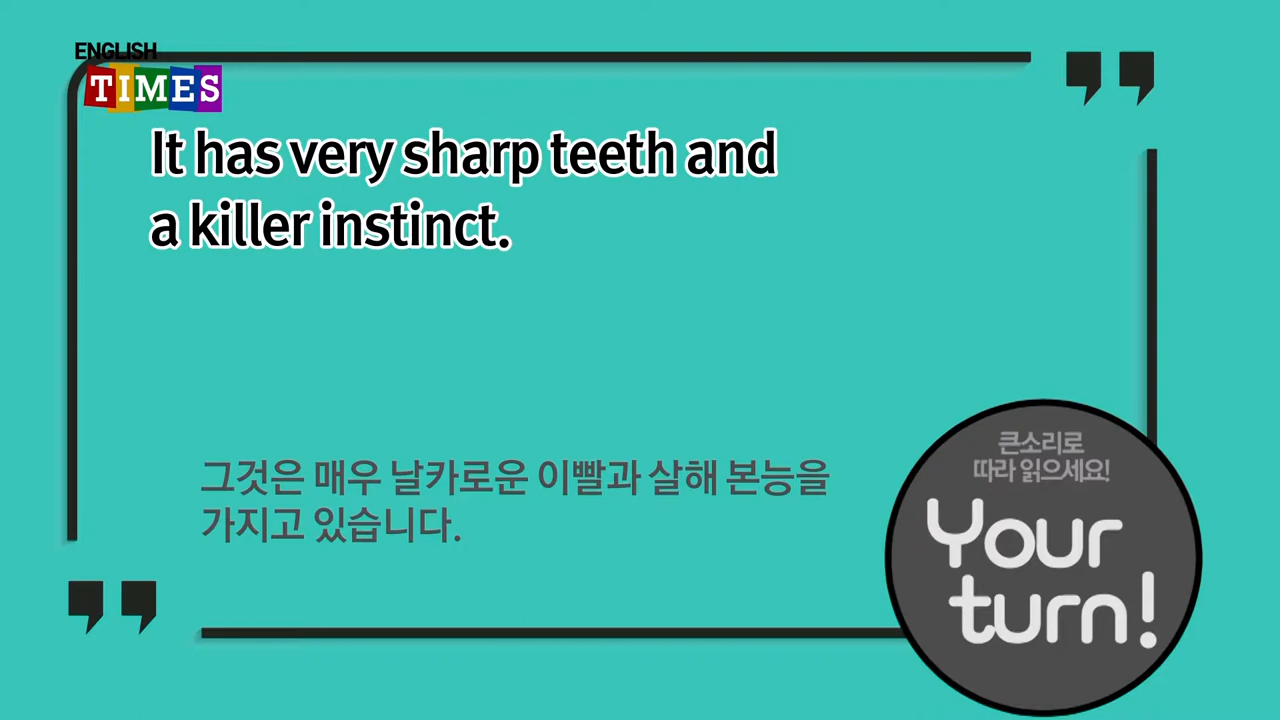 ENGLISH
TIMES
It has very sharp teeth and
a killer instinct.
그것은 매우 날카로운 이빨과 살해 본능을
가지고 있습니다.
큰소리로
따라 읽으세요!
Your
turn!